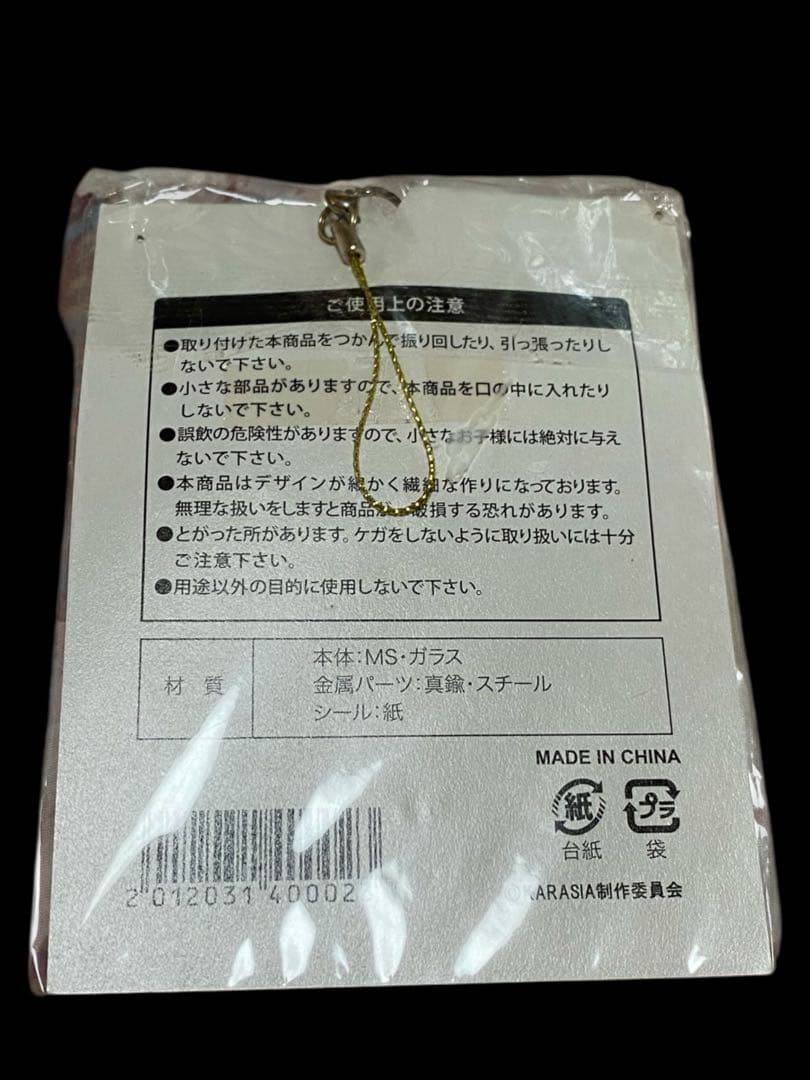 ご使用上の注意
●取り付けた本商品をつかんで振り回したり、引っ張ったりし
ないで下さい。
●小さな部品がありますので、本商品を口の中に入れたり
しないで下さい。
●誤飲の危険性がありますので、小さなお子様には絶対に与え
ないで下さい。
●本商品はデザインが細かく繊細な作りになっております。
無理な扱いをしますと商品が破損する恐れがあります。
●とがった所があります。ケガをしないように取り扱いには十分
ご注意下さい。
●用途以外の目的に使用しないで下さい。
材 質
本体:MS・ガラス
金属パーツ:真鍮・スチール
シール:紙
MADE IN CHINA
紙 プラ
台紙 袋
2 012031 40002
©KARASIA制作委員会